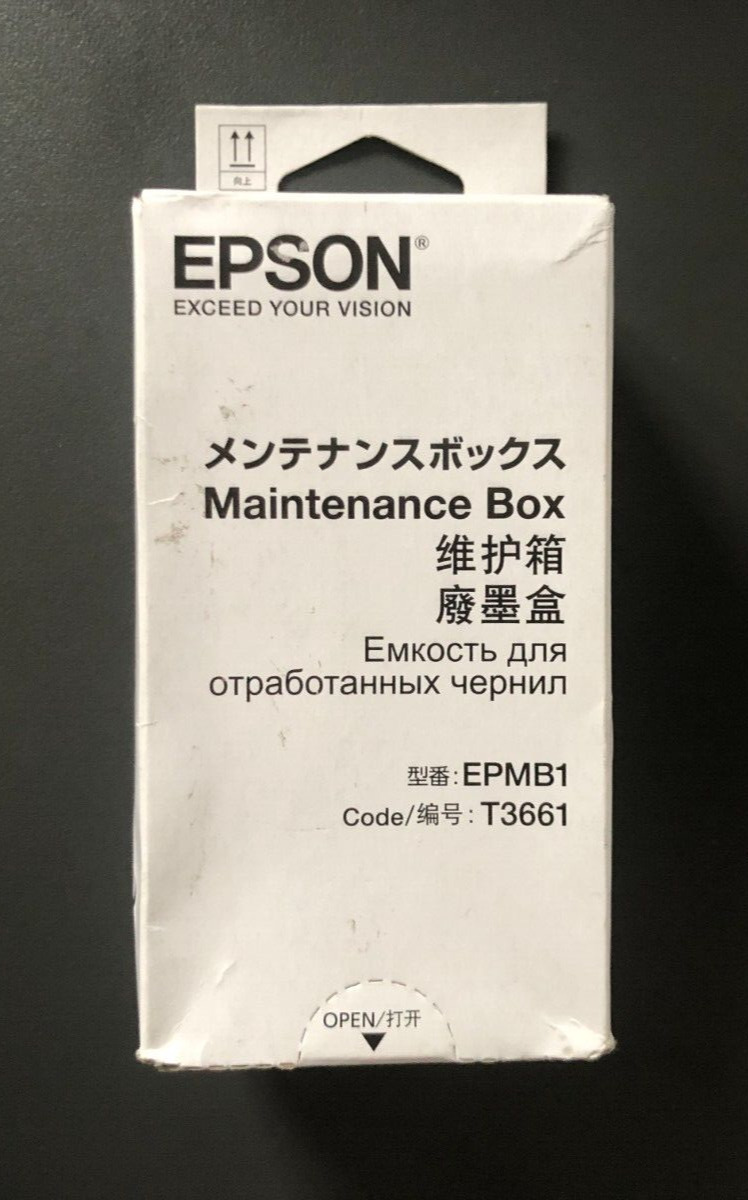 向上
EPSON®
EXCEED YOUR VISION
メンテナンスボックス
Maintenance Box
维护箱
廢墨盒
Емкость для
отработанных чернил
型番:EPMB1
Code/编号:T3661
OPEN/打开